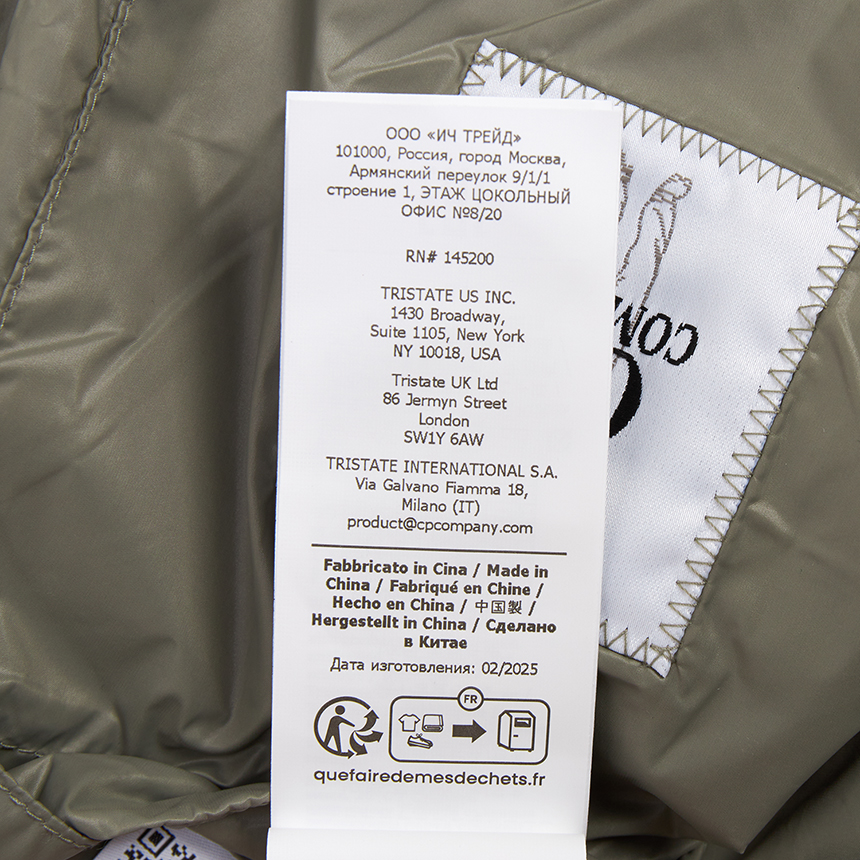 ООО «ИЧ ТРЕЙД»
101000, Россия, город Москва,
Армянский переулок 9/1/1
строение 1, ЭТАЖ ЦОКОЛЬНЫЙ
ОФИС №8/20
RN# 145200
TRISTATE US INC.
1430 Broadway,
Suite 1105, New York
NY 10018, USA
Tristate UK Ltd
86 Jermyn Street
London
SW1Y 6AW
TRISTATE INTERNATIONAL S.A.
Via Galvano Fiamma 18,
Milano (IT)
product@cpcompany.com
Fabbricato in Cina / Made in
China / Fabriqué en Chine /
Hecho en China / 中国製 /
Hergestellt in China / Сделано
в Китае
Дата изготовления: 02/2025
FR
quefairedemesdechets.fr